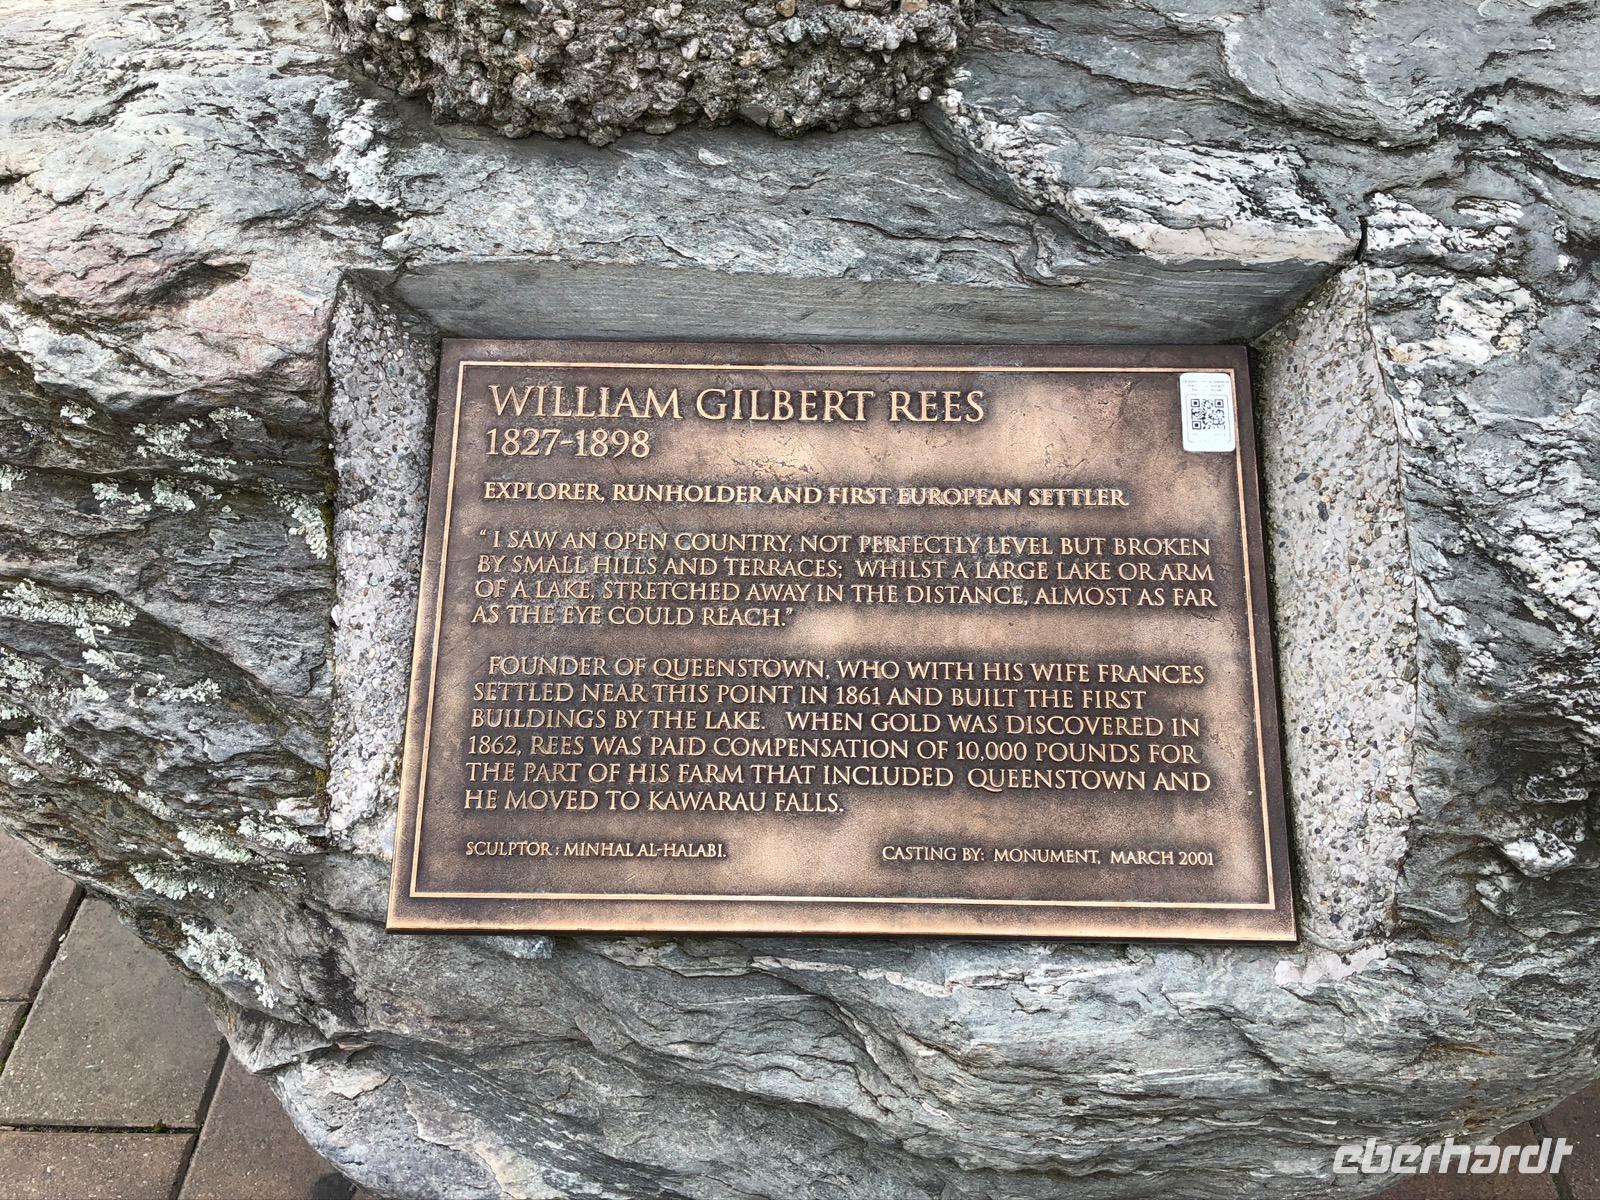 WILLIAM GILBERT REES
1827-1898
EXPLORER, RUNHOLDER AND FIRST EUROPEAN SETTLER
“ I SAW AN OPEN COUNTRY, NOT PERFECTLY LEVEL BUT BROKEN
BY SMALL HILLS AND TERRACES; WHILST A LARGE LAKE OR ARM
OF A LAKE, STRETCHED AWAY IN THE DISTANCE, ALMOST AS FAR
AS THE EYE COULD REACH.”
FOUNDER OF QUEENSTOWN, WHO WITH HIS WIFE FRANCES
SETTLED NEAR THIS POINT IN 1861 AND BUILT THE FIRST
BUILDINGS BY THE LAKE. WHEN GOLD WAS DISCOVERED IN
1862, REES WAS PAID COMPENSATION OF 10,000 POUNDS FOR
THE PART OF HIS FARM THAT INCLUDED QUEENSTOWN AND
HE MOVED TO KAWARAU FALLS.
SCULPTOR : MINHAL AL-HALABI. CASTING BY: MONUMENT, MARCH 2001
eberhardt